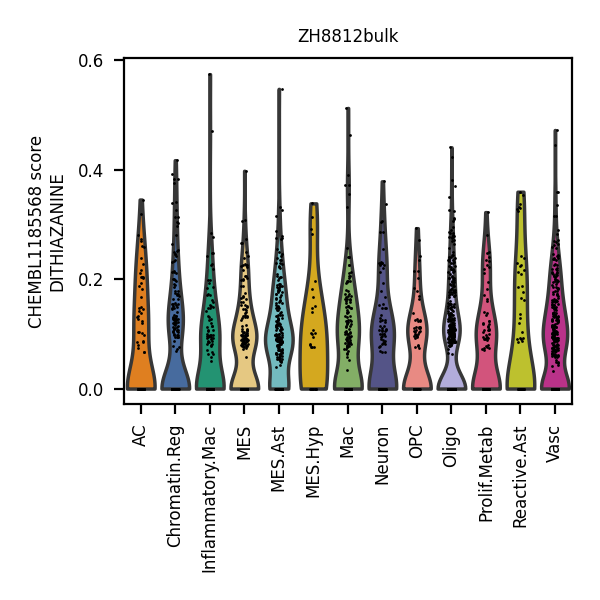 ZH8812bulk
CHEMBL1185568 score
DITHIAZANINE
0.6
0.4
0.2
0.0
AC
Chromatin.Reg
Inflammatory.Mac
MES
MES.Ast
MES.Hyp
Mac
Neuron
OPC
Oligo
Prolif.Metab
Reactive.Ast
Vasc